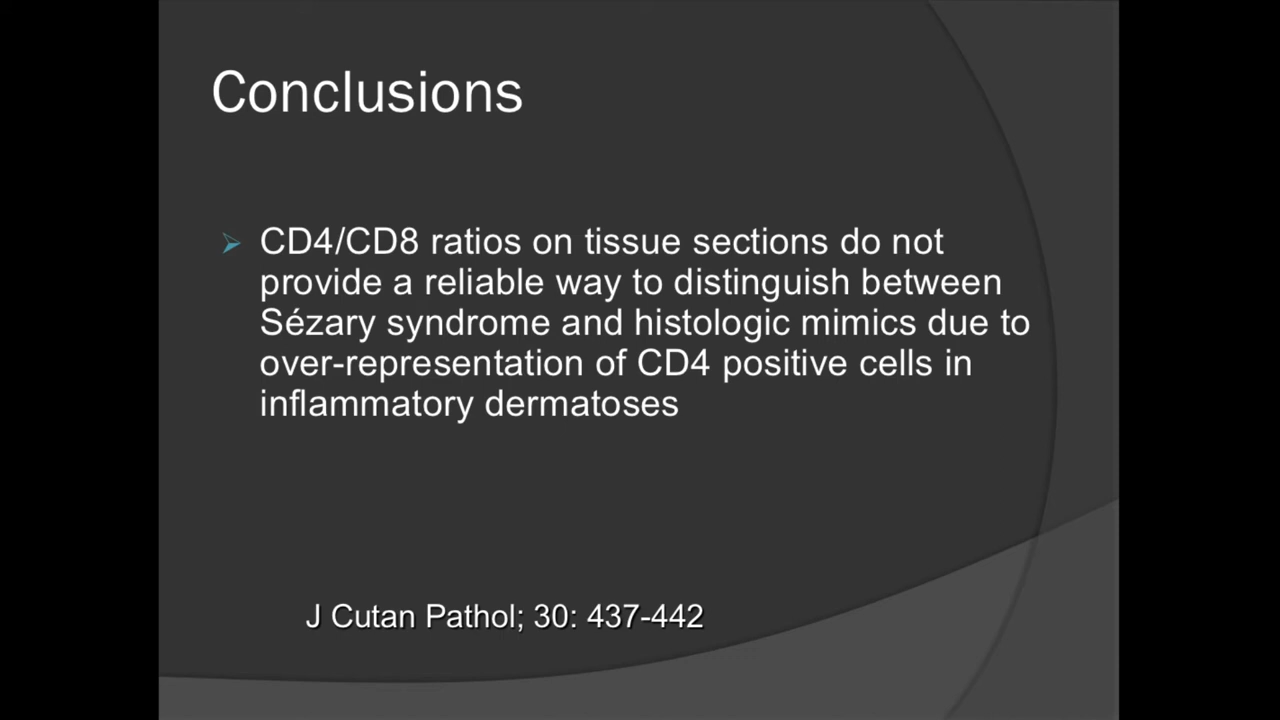 Conclusions
CD4/CD8 ratios on tissue sections do not
provide a reliable way to distinguish between
Sézary syndrome and histologic mimics due to
over-representation of CD4 positive cells in
inflammatory dermatoses
J Cutan Pathol; 30: 437-442